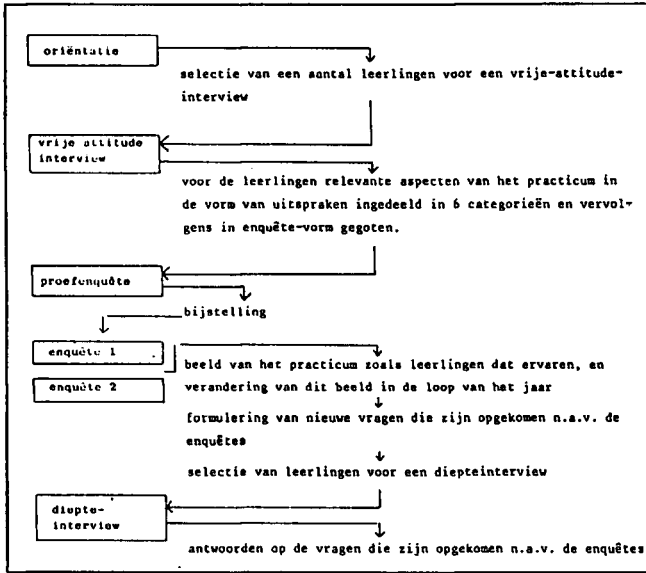 oriëntatie
selectie van een aantal leerlingen voor een vrije-attitude-
interview
vrije attitude
interview
voor de leerlingen relevante aspecten van het practicum in
de vorm van uitspraken ingedeeld in 6 categorieën en vervol-
gens in enquête-vorm gegoten.
proefenquête
bijstelling
enquête 1
beeld van het practicum zoals leerlingen dat ervaren, en
enquête 2
verandering van dit beeld in de loop van het jaar
formulering van nieuwe vragen die zijn opgekomen n.a.v. de
enquêtes
selectie van leerlingen voor een diepteinterview
diepte-
interview
antwoorden op de vragen die zijn opgekomen n.a.v. de enquêtes